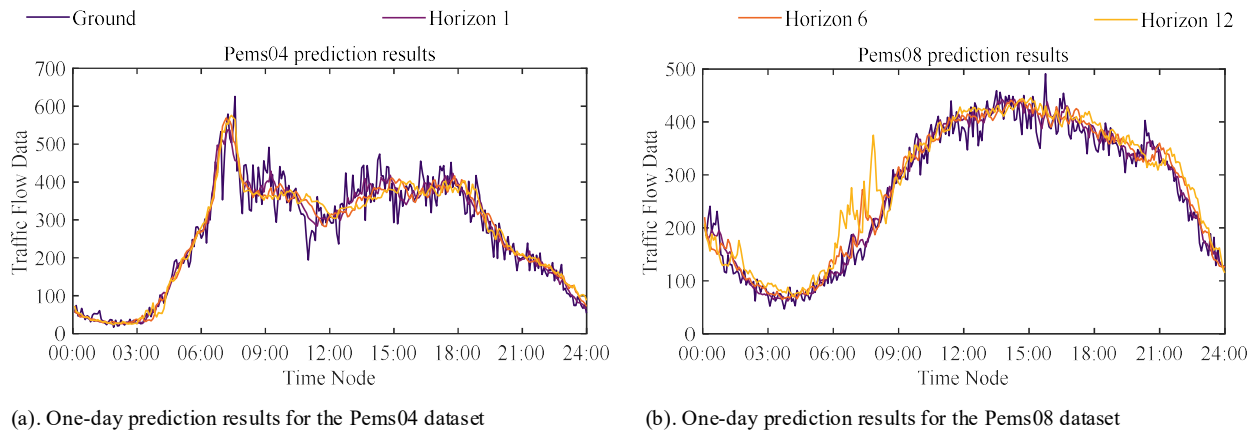 Ground
Horizon 1
Horizon 6
Horizon 12
Pems04 prediction results
700
600
500
400
300
200
100
0
Traffic Flow Data
00:00 03:00 06:00 09:00 12:00 15:00 18:00 21:00 24:00
Time Node
(a). One-day prediction results for the Pems04 dataset
Pems08 prediction results
500
400
300
200
100
0
Traffic Flow Data
00:00 03:00 06:00 09:00 12:00 15:00 18:00 21:00 24:00
Time Node
(b). One-day prediction results for the Pems08 dataset